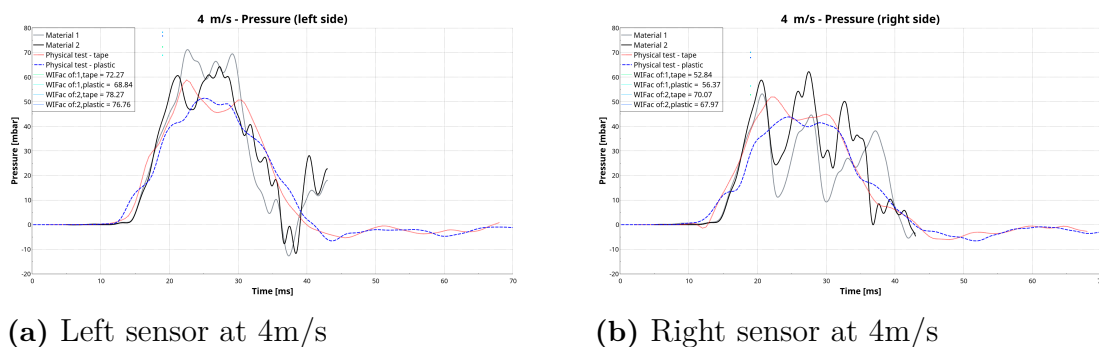 4 m/s - Pressure (left side)
Material 1
Material 2
Physical test - tape
Physical test - plastic
WIFac of:1,tape = 72.27
WIFac of:1,plastic = 68.84
WIFac of:2,tape = 78.27
WIFac of:2,plastic = 76.76
Pressure [mbar]
80
70
60
50
40
30
20
10
0
-10
-20
0 10 20 30 40 50 60 70
Time [ms]
(a) Left sensor at 4m/s
4 m/s - Pressure (right side)
Material 1
Material 2
Physical test - tape
Physical test - plastic
WIFac of:1,tape = 52.84
WIFac of:1,plastic = 56.37
WIFac of:2,tape = 70.07
WIFac of:2,plastic = 67.97
Pressure [mbar]
80
70
60
50
40
30
20
10
0
-10
-20
0 10 20 30 40 50 60 70
Time [ms]
(b) Right sensor at 4m/s